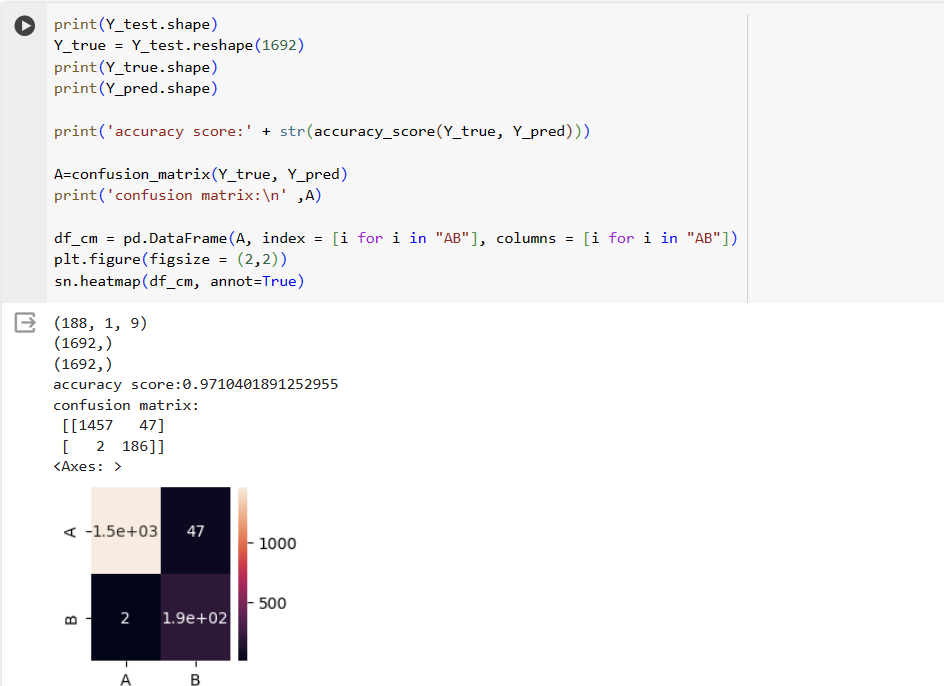 print(Y_test.shape)
Y_true = Y_test.reshape(1692)
print(Y_true.shape)
print(Y_pred.shape)
print('accuracy score:' + str(accuracy_score(Y_true, Y_pred)))
A=confusion_matrix(Y_true, Y_pred)
print('confusion matrix:\n' ,A)
df_cm = pd.DataFrame(A, index = [i for i in "AB"], columns = [i for i in "AB"])
plt.figure(figsize = (2,2))
sn.heatmap(df_cm, annot=True)
(188, 1, 9)
(1692,)
(1692,)
accuracy score:0.9710401891252955
confusion matrix:
[[1457 47]
[ 2 186]]
<Axes: >
A 1.5e+03 47
1000
500
B 2 1.9e+02
A B